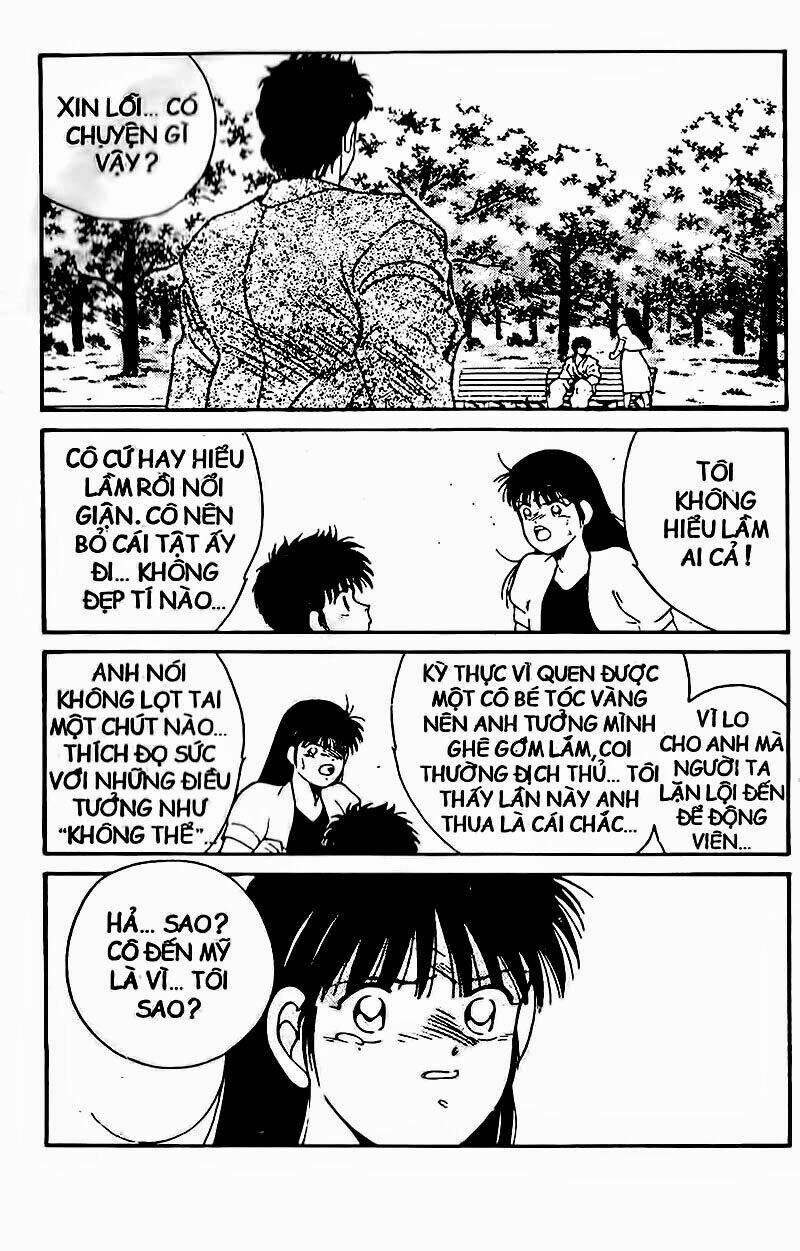 XIN LỖI... CÓ
CHUYỆN GÌ
VẬY?
CÔ CỨ HAY HIỂU
LẦM RỒI NỔI
GIẬN. CÔ NÊN
BỎ CÁI TẬT ẤY
ĐI... KHÔNG
ĐẸP TÍ NÀO...
TÔI
KHÔNG
HIỂU LẦM
AI CẢ!
ANH NÓI
KHÔNG LỌT TAI
MỘT CHÚT NÀO...
THÍCH ĐỌ SỨC
VỚI NHỮNG ĐIỀU
TƯỞNG NHƯ
“KHÔNG THỂ”...
KỲ THỰC VÌ QUEN ĐƯỢC
MỘT CÔ BÉ TÓC VÀNG
NÊN ANH TƯỞNG MÌNH
GHÊ GỚM LẮM, COI
THƯỜNG ĐỊCH THỦ... TÔI
THẤY LẦN NÀY ANH
THUA LÀ CÁI CHẮC...
VÌ LO
CHO ANH MÀ
NGƯỜI TA
LẶN LỘI ĐẾN
ĐỂ ĐỘNG
VIÊN...
HẢ... SAO?
CÔ ĐẾN MỸ
LÀ VÌ... TÔI
SAO?